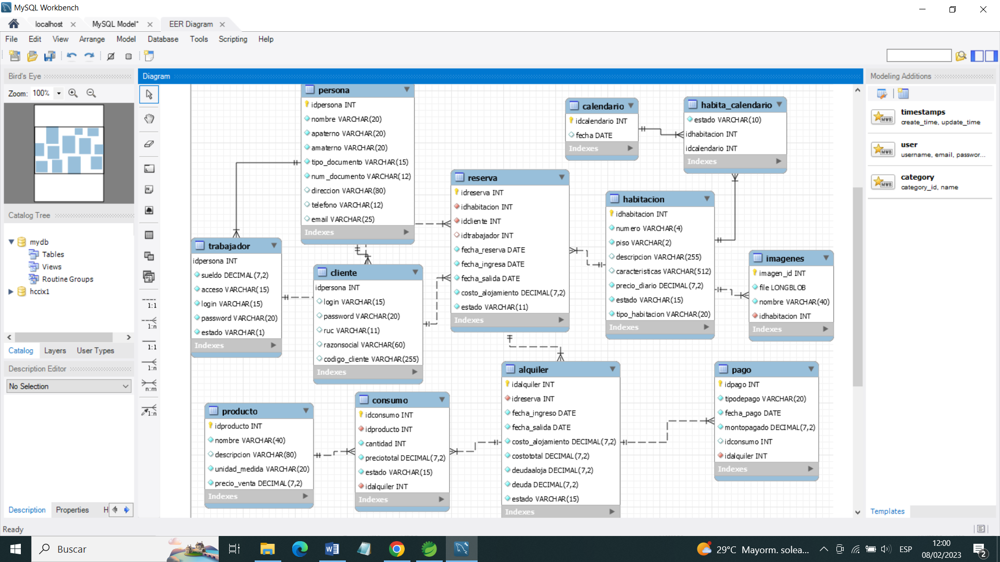 MySQL Workbench
localhost
MySQL Model*
EER Diagram
File Edit View Arrange Model Database Tools Scripting Help
Bird's Eye
Zoom: 100%
Catalog Tree
mydb
Tables
Views
Routine Groups
hccix1
Catalog Layers User Types
Description Editor
No Selection
Description Properties H
Ready
Diagram
1:1
1:n
1:1
1:n
n:m
1:n
persona
idpersona INT
nombre VARCHAR(20)
apaterno VARCHAR(20)
amaterno VARCHAR(20)
tipo_documento VARCHAR(15)
num_documento VARCHAR(12)
direccion VARCHAR(80)
telefono VARCHAR(12)
email VARCHAR(25)
Indexes
calendario
idcalendario INT
fecha DATE
Indexes
habita_calendario
estado VARCHAR(10)
idhabitacion INT
idcalendario INT
Indexes
reserva
idreserva INT
idhabitacion INT
idcliente INT
idtrabajador INT
fecha_reserva DATE
fecha_ingresa DATE
fecha_salida DATE
costo_alojamiento DECIMAL(7,2)
estado VARCHAR(11)
Indexes
habitacion
idhabitacion INT
numero VARCHAR(4)
piso VARCHAR(2)
descripcion VARCHAR(255)
caracteristicas VARCHAR(512)
precio_diario DECIMAL(7,2)
estado VARCHAR(15)
tipo_habitacion VARCHAR(20)
Indexes
imagenes
imagen_id INT
file LONGBLOB
nombre VARCHAR(40)
idhabitacion INT
Indexes
trabajador
idpersona INT
sueldo DECIMAL(7,2)
acceso VARCHAR(15)
login VARCHAR(15)
password VARCHAR(20)
estado VARCHAR(1)
Indexes
cliente
idpersona INT
login VARCHAR(15)
password VARCHAR(20)
ruc VARCHAR(11)
razonsocial VARCHAR(60)
codigo_cliente VARCHAR(255)
Indexes
producto
idproducto INT
nombre VARCHAR(40)
descripcion VARCHAR(80)
unidad_medida VARCHAR(20)
precio_venta DECIMAL(7,2)
Indexes
consumo
idconsumo INT
idproducto INT
cantidad INT
preciototal DECIMAL(7,2)
estado VARCHAR(15)
idalquiler INT
Indexes
alquiler
idalquiler INT
idreserva INT
fecha_ingreso DATE
fecha_salida DATE
costo_alojamiento DECIMAL(7,2)
costototal DECIMAL(7,2)
deudaaloja DECIMAL(7,2)
deuda DECIMAL(7,2)
estado VARCHAR(15)
Indexes
pago
idpago INT
tipodepago VARCHAR(20)
fecha_pago DATE
montopagado DECIMAL(7,2)
idconsumo INT
idalquiler INT
Indexes
Modeling Additions
MWB
timestamps
create_time, update_time
MWB
user
username, email, passwor...
MWB
category
category_id, name
Templates
Buscar
29°C Mayorm. solea...
ESP
12:00
08/02/2023
2